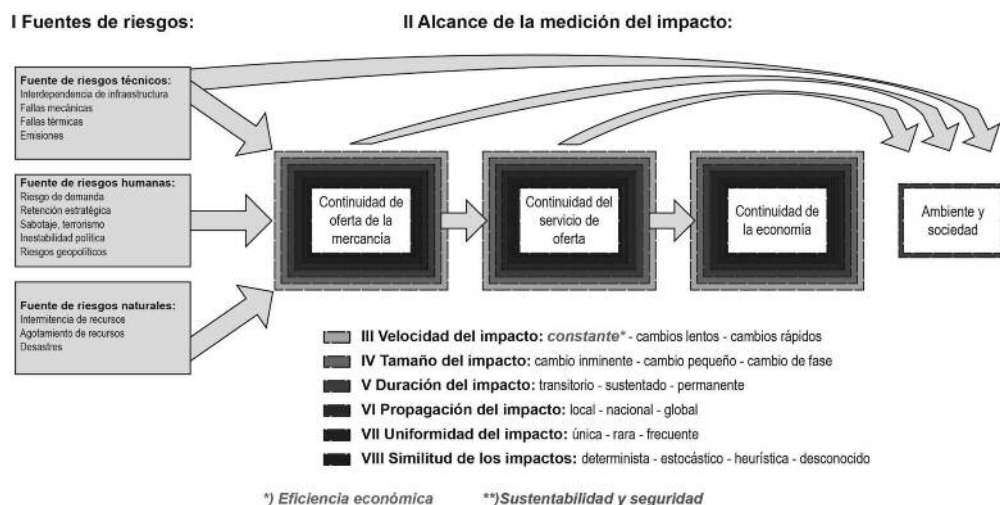 I Fuentes de riesgos:
II Alcance de la medición del impacto:
Fuente de riesgos técnicos:
Interdependencia de infraestructura
Fallas mecánicas
Fallas térmicas
Emisiones
Fuente de riesgos humanas:
Riesgo de demanda
Retención estratégica
Sabotaje, terrorismo
Inestabilidad política
Riesgos geopolíticos
Fuente de riesgos naturales:
Intermitencia de recursos
Agotamiento de recursos
Desastres
Continuidad de
oferta de la
mercancía
Continuidad del
servicio de
oferta
Continuidad de
la economía
Ambiente y
sociedad
III Velocidad del impacto: constante* - cambios lentos - cambios rápidos
IV Tamaño del impacto: cambio inminente - cambio pequeño - cambio de fase
V Duración del impacto: transitorio - sustentado - permanente
VI Propagación del impacto: local - nacional - global
VII Uniformidad del impacto: única - rara - frecuente
VIII Similitud de los impactos: determinista - estocástico - heurística - desconocido
*) Eficiencia económica **)Sustentabilidad y seguridad